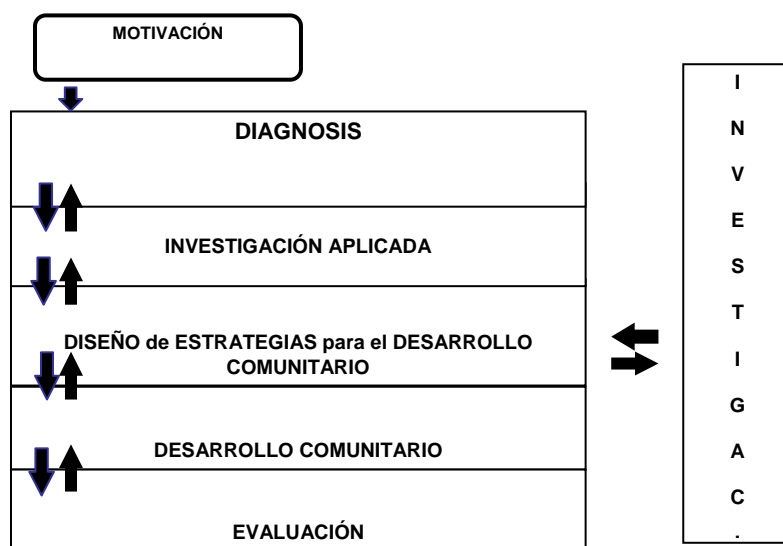 MOTIVACIÓN
DIAGNOSIS
INVESTIGACIÓN APLICADA
DISEÑO de ESTRATEGIAS para el DESARROLLO
COMUNITARIO
DESARROLLO COMUNITARIO
EVALUACIÓN
I
N
V
E
S
T
I
G
A
C
.